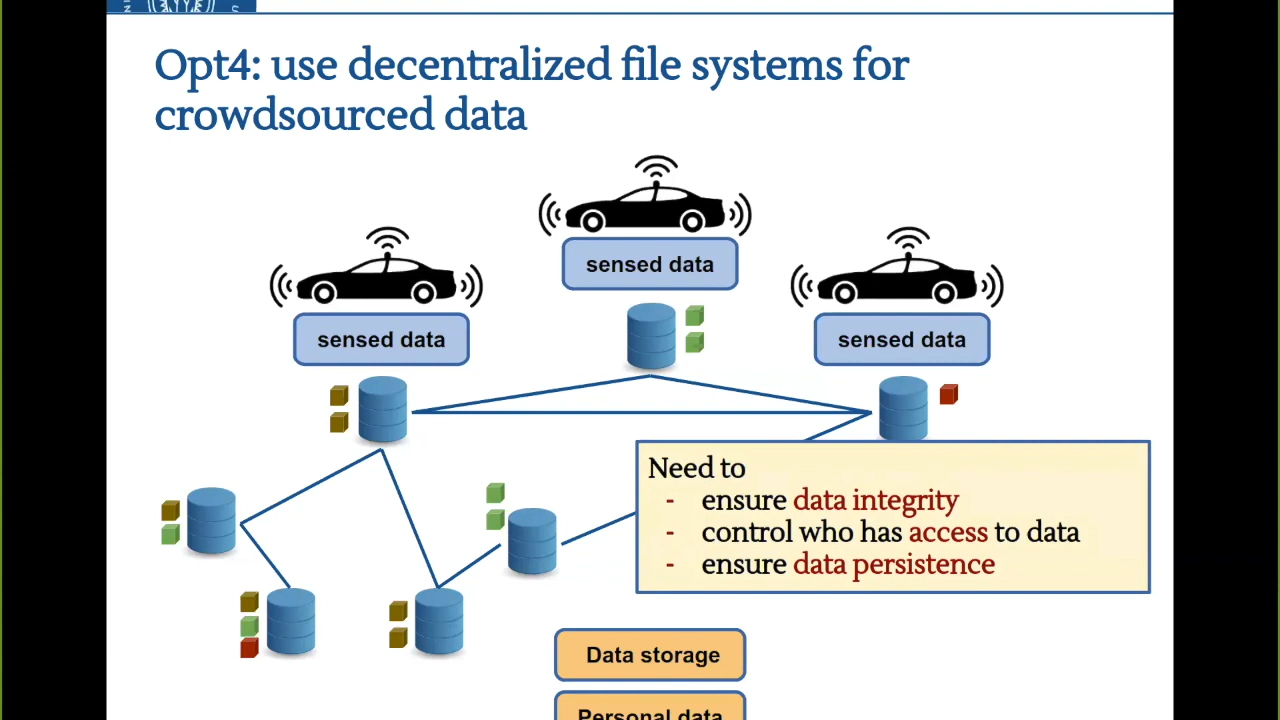 Opt4: use decentralized file systems for
crowdsourced data
sensed data
sensed data
sensed data
Need to
- ensure data integrity
- control who has access to data
- ensure data persistence
Data storage
Personal data